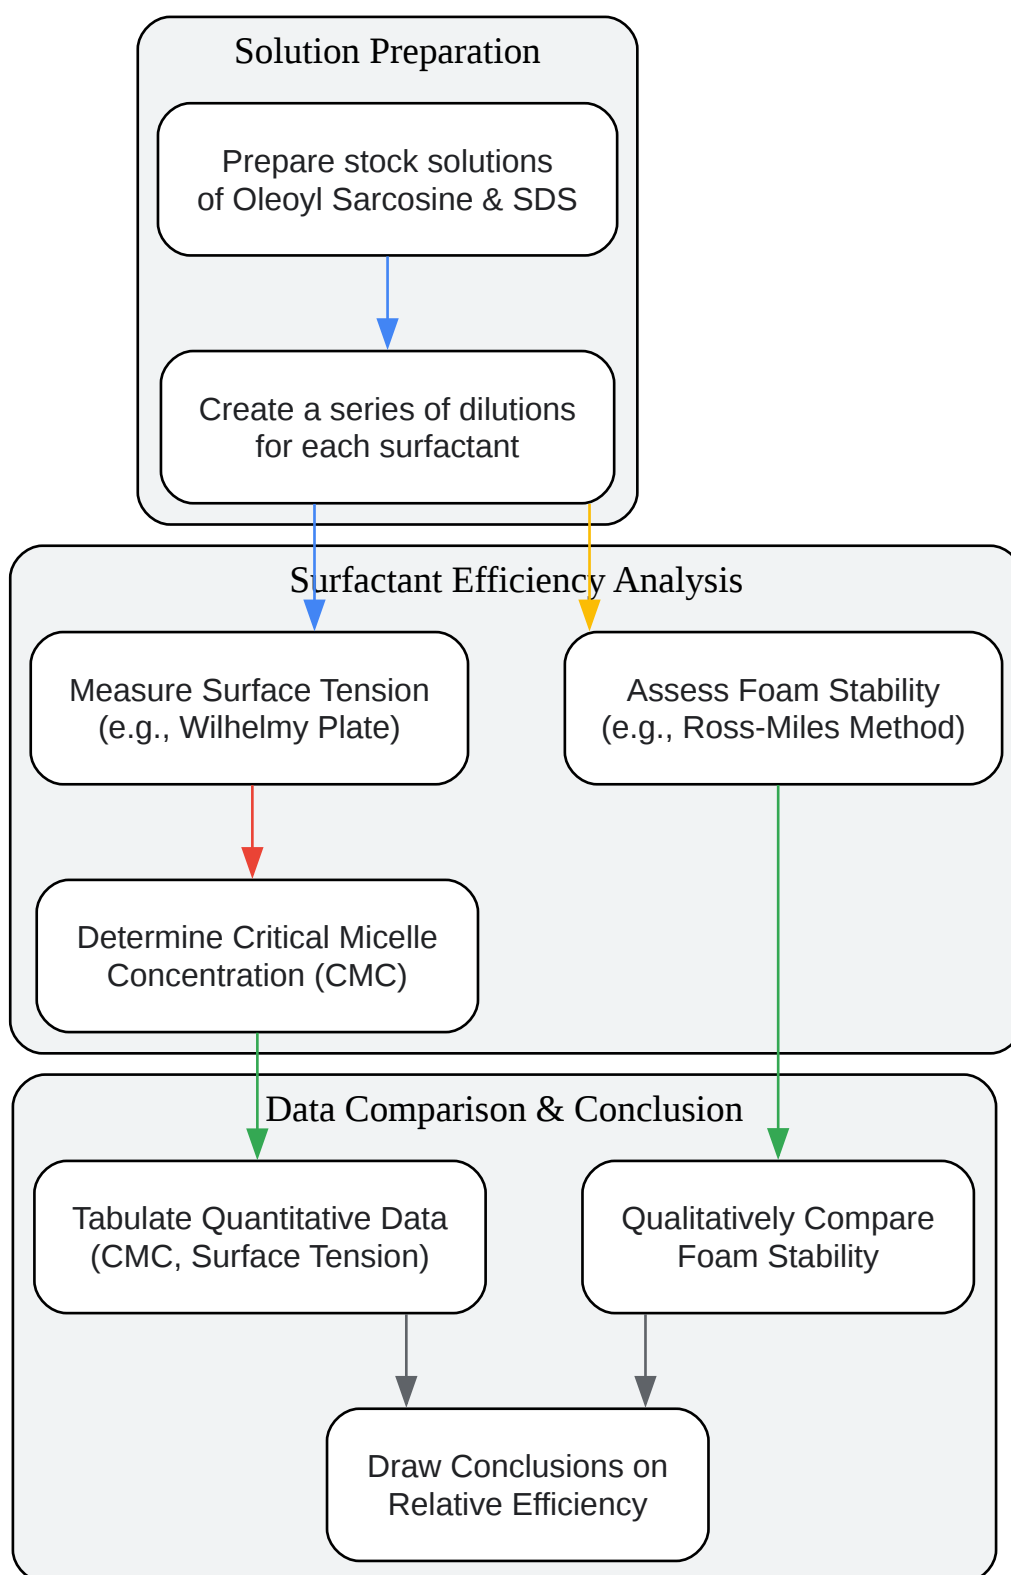 Solution Preparation
Prepare stock solutions
of Oleoyl Sarcosine & SDS
Create a series of dilutions
for each surfactant
Surfactant Efficiency Analysis
Measure Surface Tension
(e.g., Wilhelmy Plate)
Assess Foam Stability
(e.g., Ross-Miles Method)
Determine Critical Micelle
Concentration (CMC)
Data Comparison & Conclusion
Tabulate Quantitative Data
(CMC, Surface Tension)
Qualitatively Compare
Foam Stability
Draw Conclusions on
Relative Efficiency